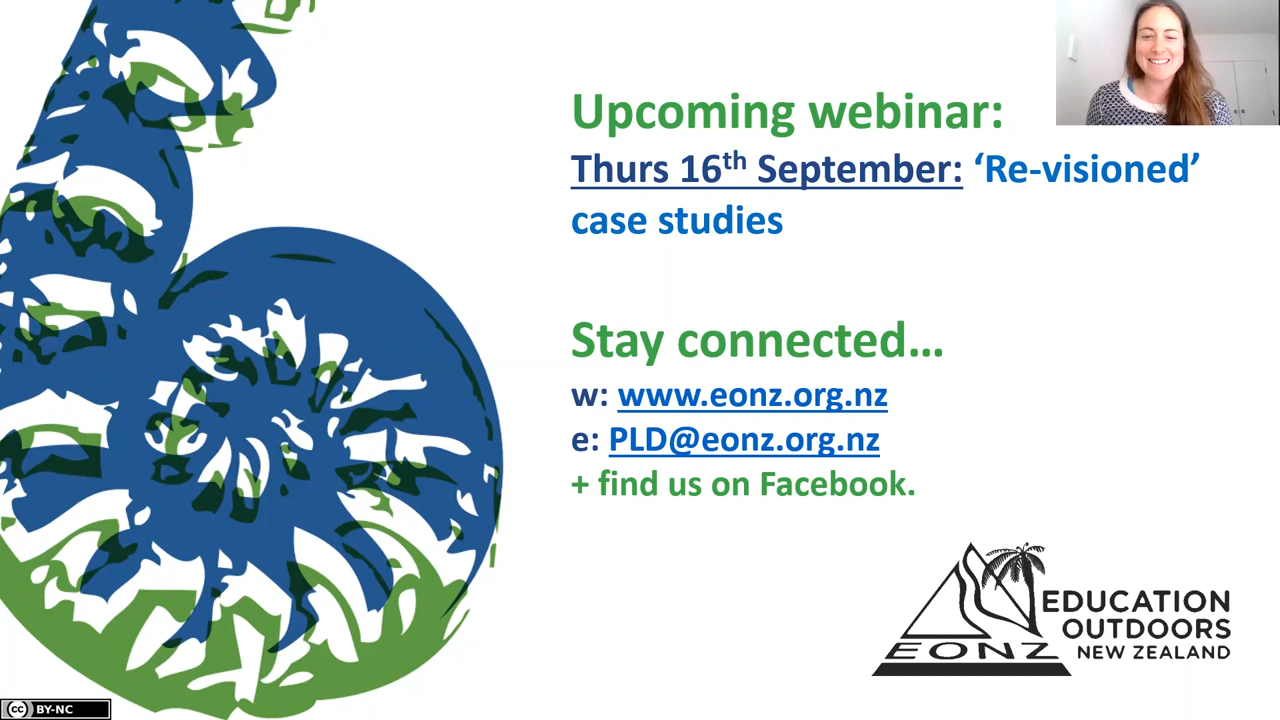 Upcoming webinar:
Thurs 16th September: ‘Re-visioned’
case studies
Stay connected…
w: www.eonz.org.nz
e: PLD@eonz.org.nz
+ find us on Facebook.
EONZ
EDUCATION
OUTDOORS
NEW ZEALAND
cc BY-NC